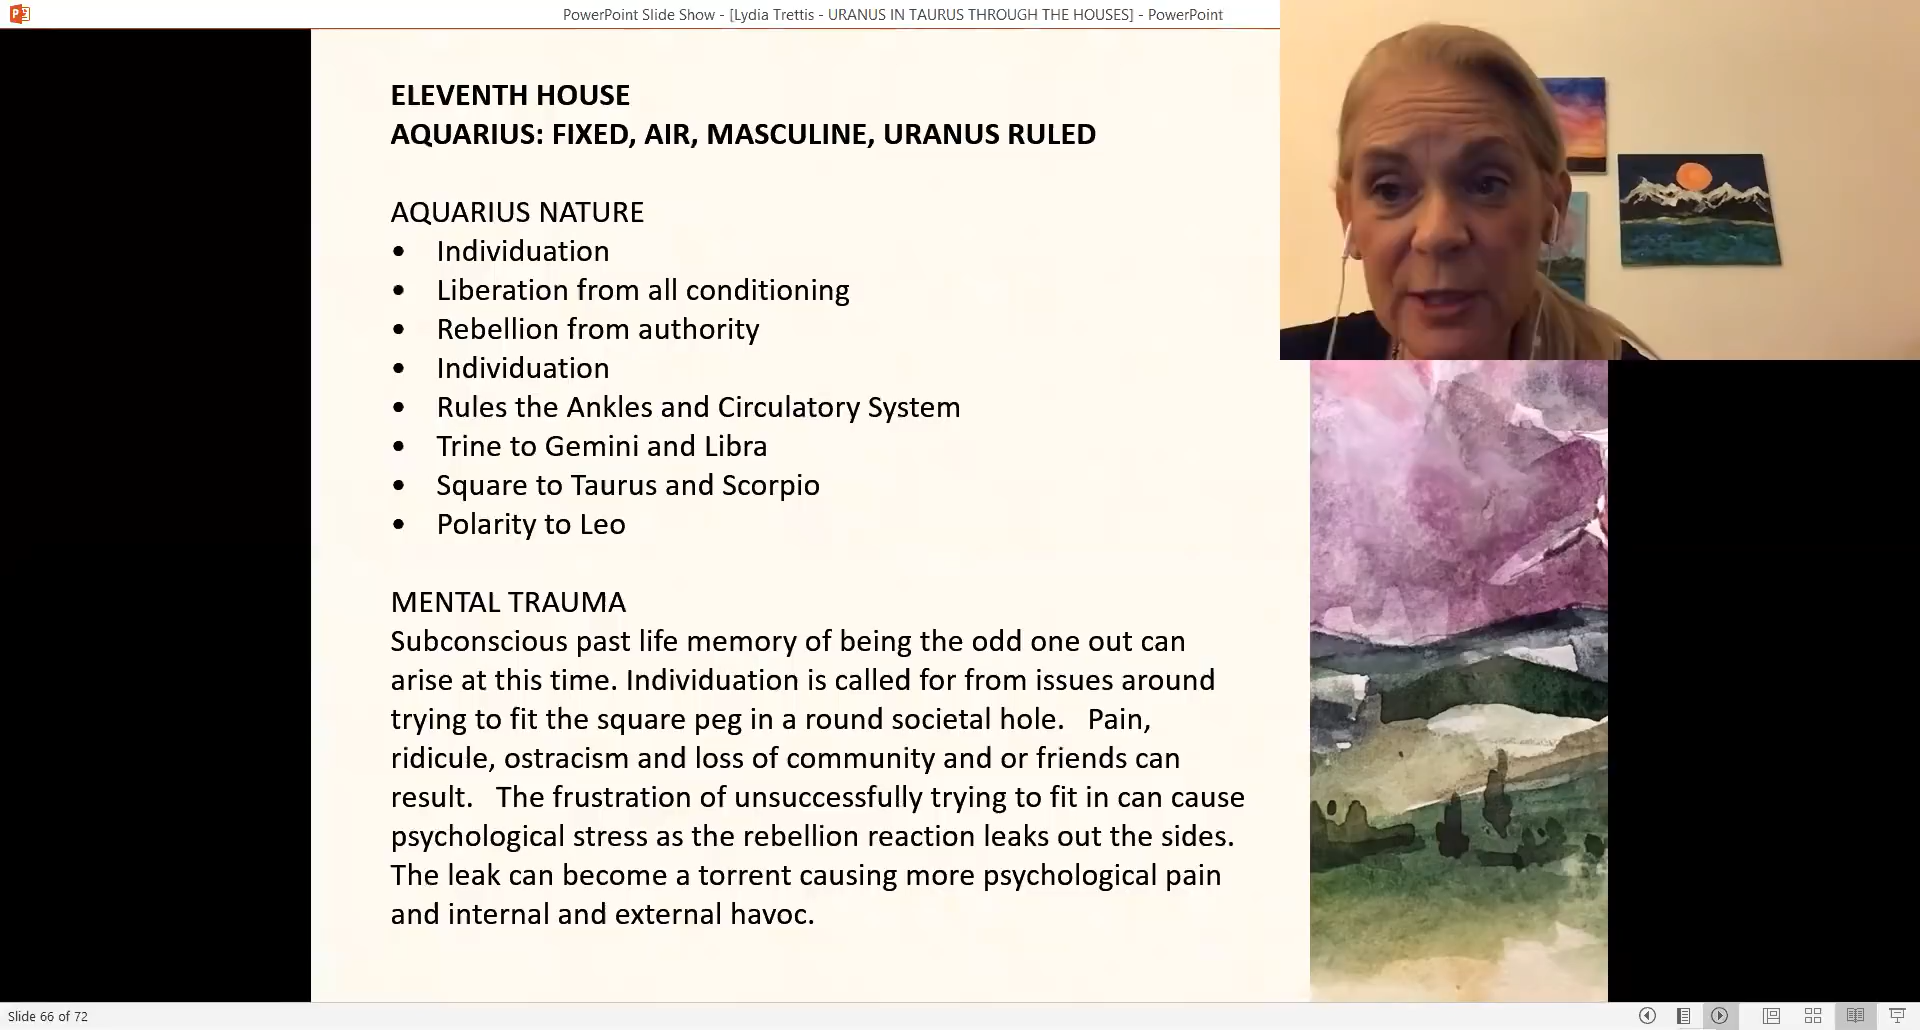 PowerPoint Slide Show - [Lydia Trettis - URANUS IN TAURUS THROUGH THE HOUSES] - PowerPoint
ELEVENTH HOUSE
AQUARIUS: FIXED, AIR, MASCULINE, URANUS RULED
AQUARIUS NATURE
• Individuation
• Liberation from all conditioning
• Rebellion from authority
• Individuation
• Rules the Ankles and Circulatory System
• Trine to Gemini and Libra
• Square to Taurus and Scorpio
• Polarity to Leo
MENTAL TRAUMA
Subconscious past life memory of being the odd one out can
arise at this time. Individuation is called for from issues around
trying to fit the square peg in a round societal hole.   Pain,
ridicule, ostracism and loss of community and or friends can
result.   The frustration of unsuccessfully trying to fit in can cause
psychological stress as the rebellion reaction leaks out the sides.
The leak can become a torrent causing more psychological pain
and internal and external havoc.
Slide 66 of 72